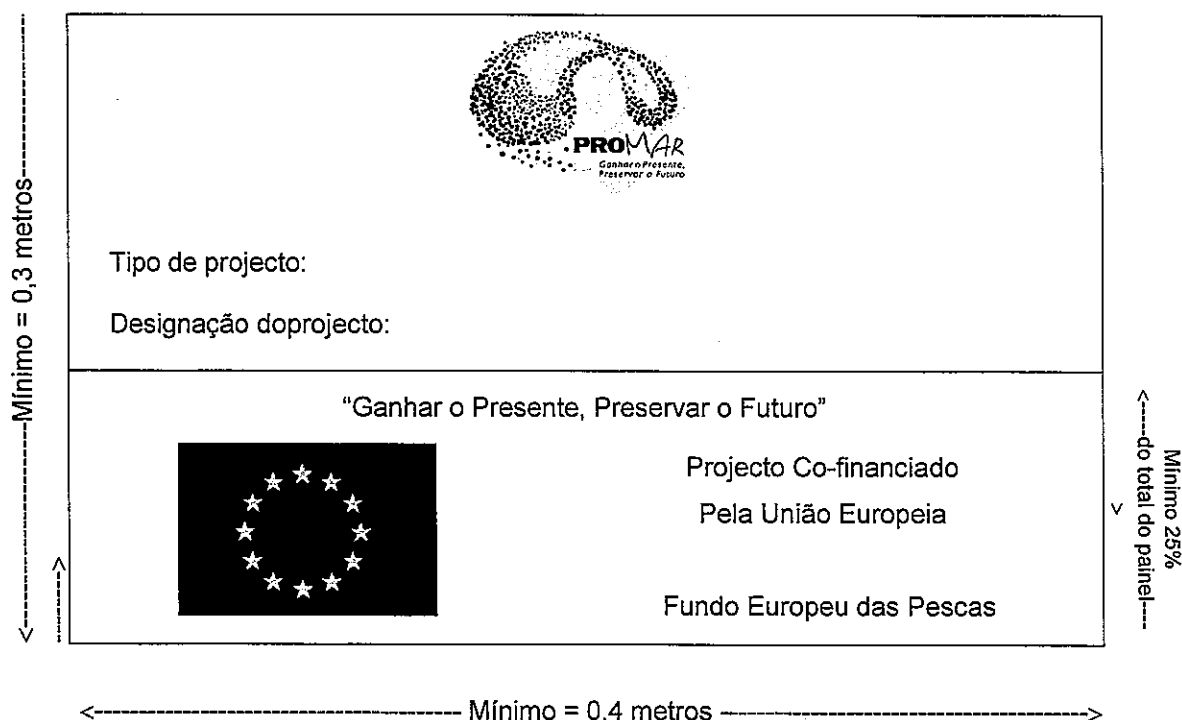 PROMAR
Ganhar o Presente,
Preservar o Futuro
Mínimo = 0,3 metros
Tipo de projecto:
Designação doprojecto:
“Ganhar o Presente, Preservar o Futuro”
Projecto Co-financiado
Pela União Europeia
Fundo Europeu das Pescas
Mínimo 25%
do total do painel
Mínimo = 0,4 metros